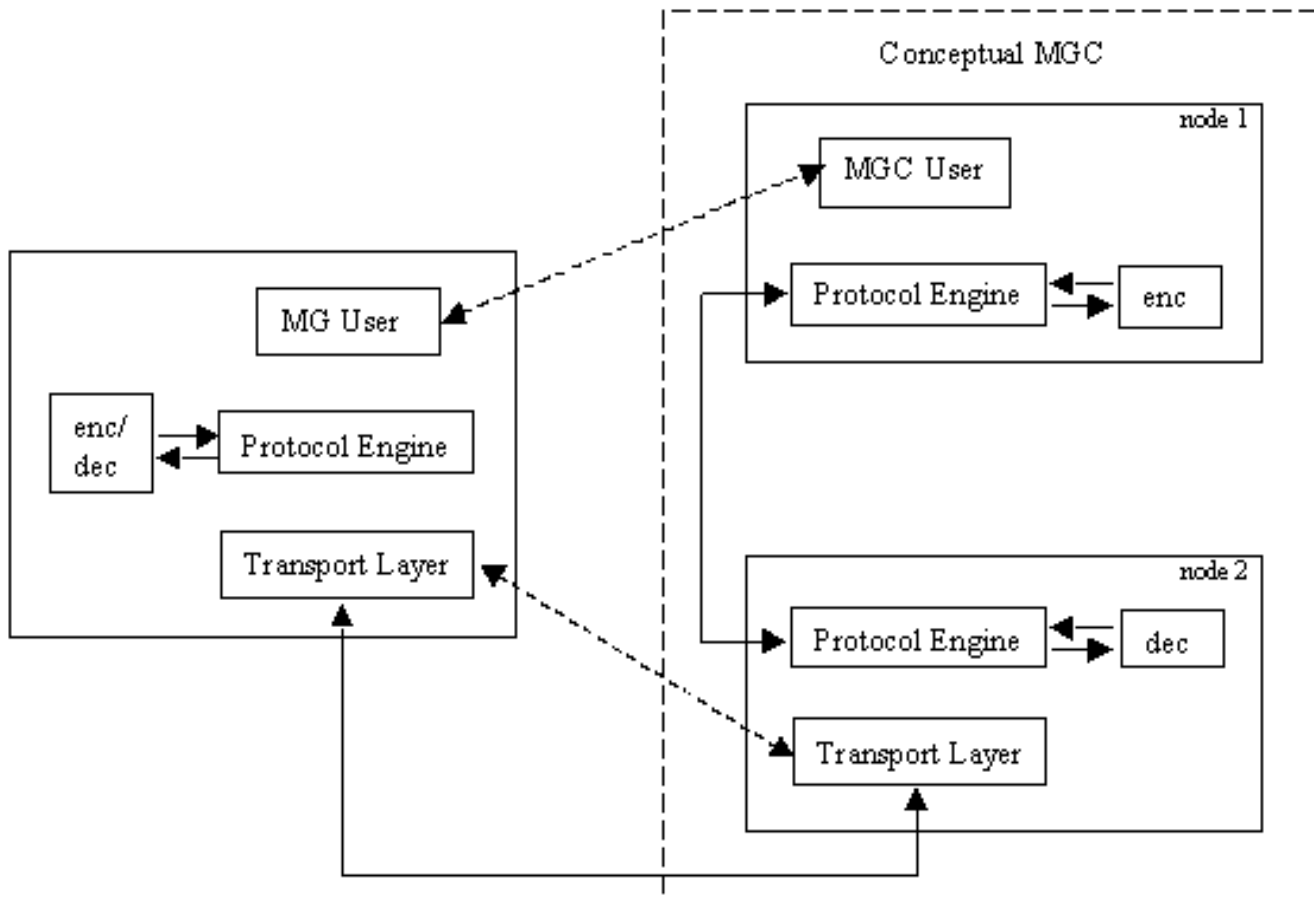 Conceptual MGC
node 1
MGC User
Protocol Engine
enc
MG User
enc/
dec
Protocol Engine
Transport Layer
node 2
Protocol Engine
dec
Transport Layer